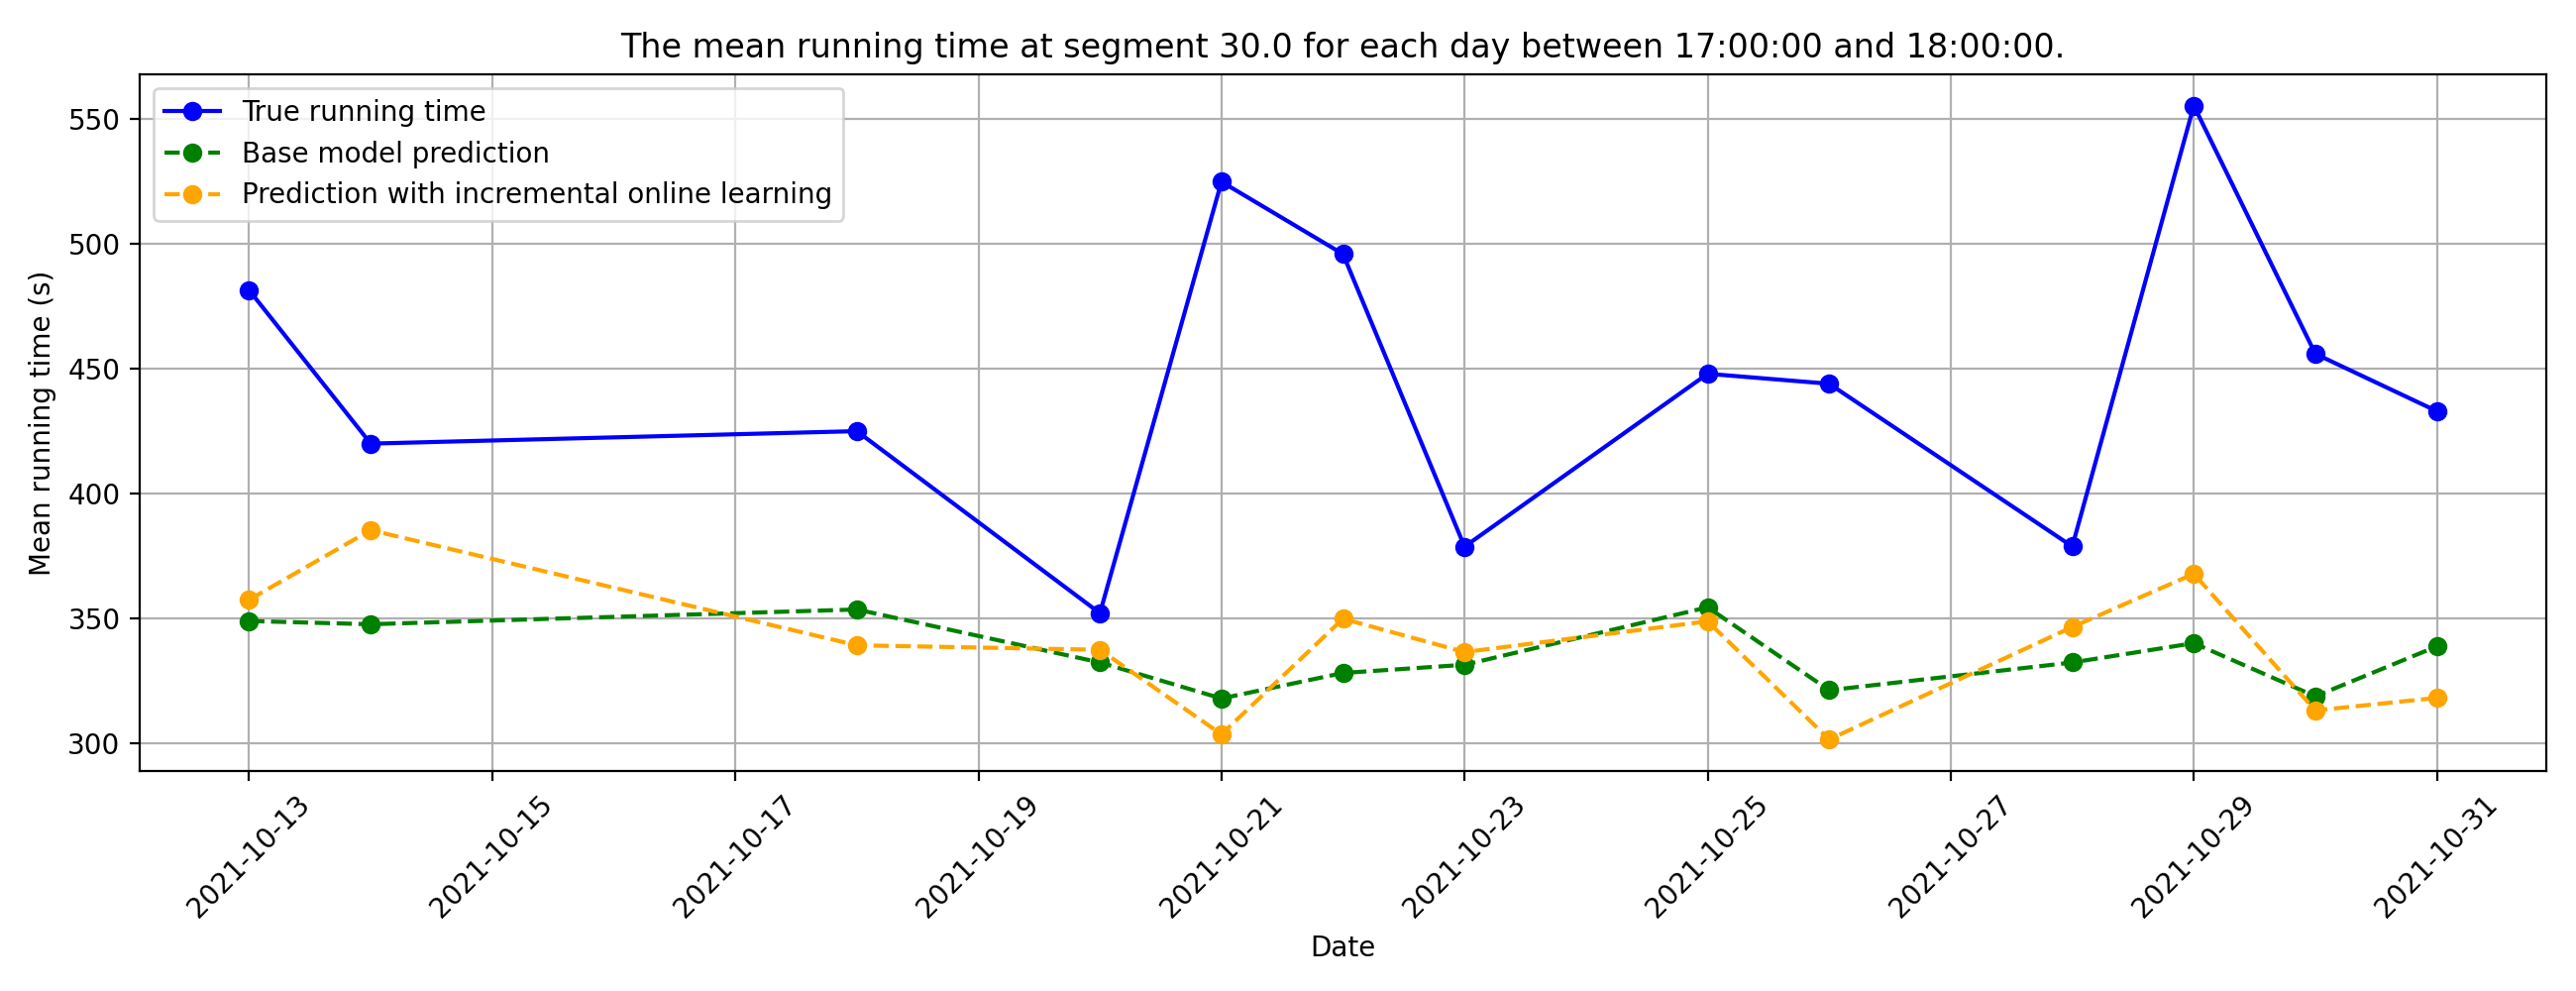 The mean running time at segment 30.0 for each day between 17:00:00 and 18:00:00.
True running time
Base model prediction
Prediction with incremental online learning
Mean running time (s)
550
500
450
400
350
300
2021-10-13
2021-10-15
2021-10-17
2021-10-19
2021-10-21
2021-10-23
2021-10-25
2021-10-27
2021-10-29
2021-10-31
Date